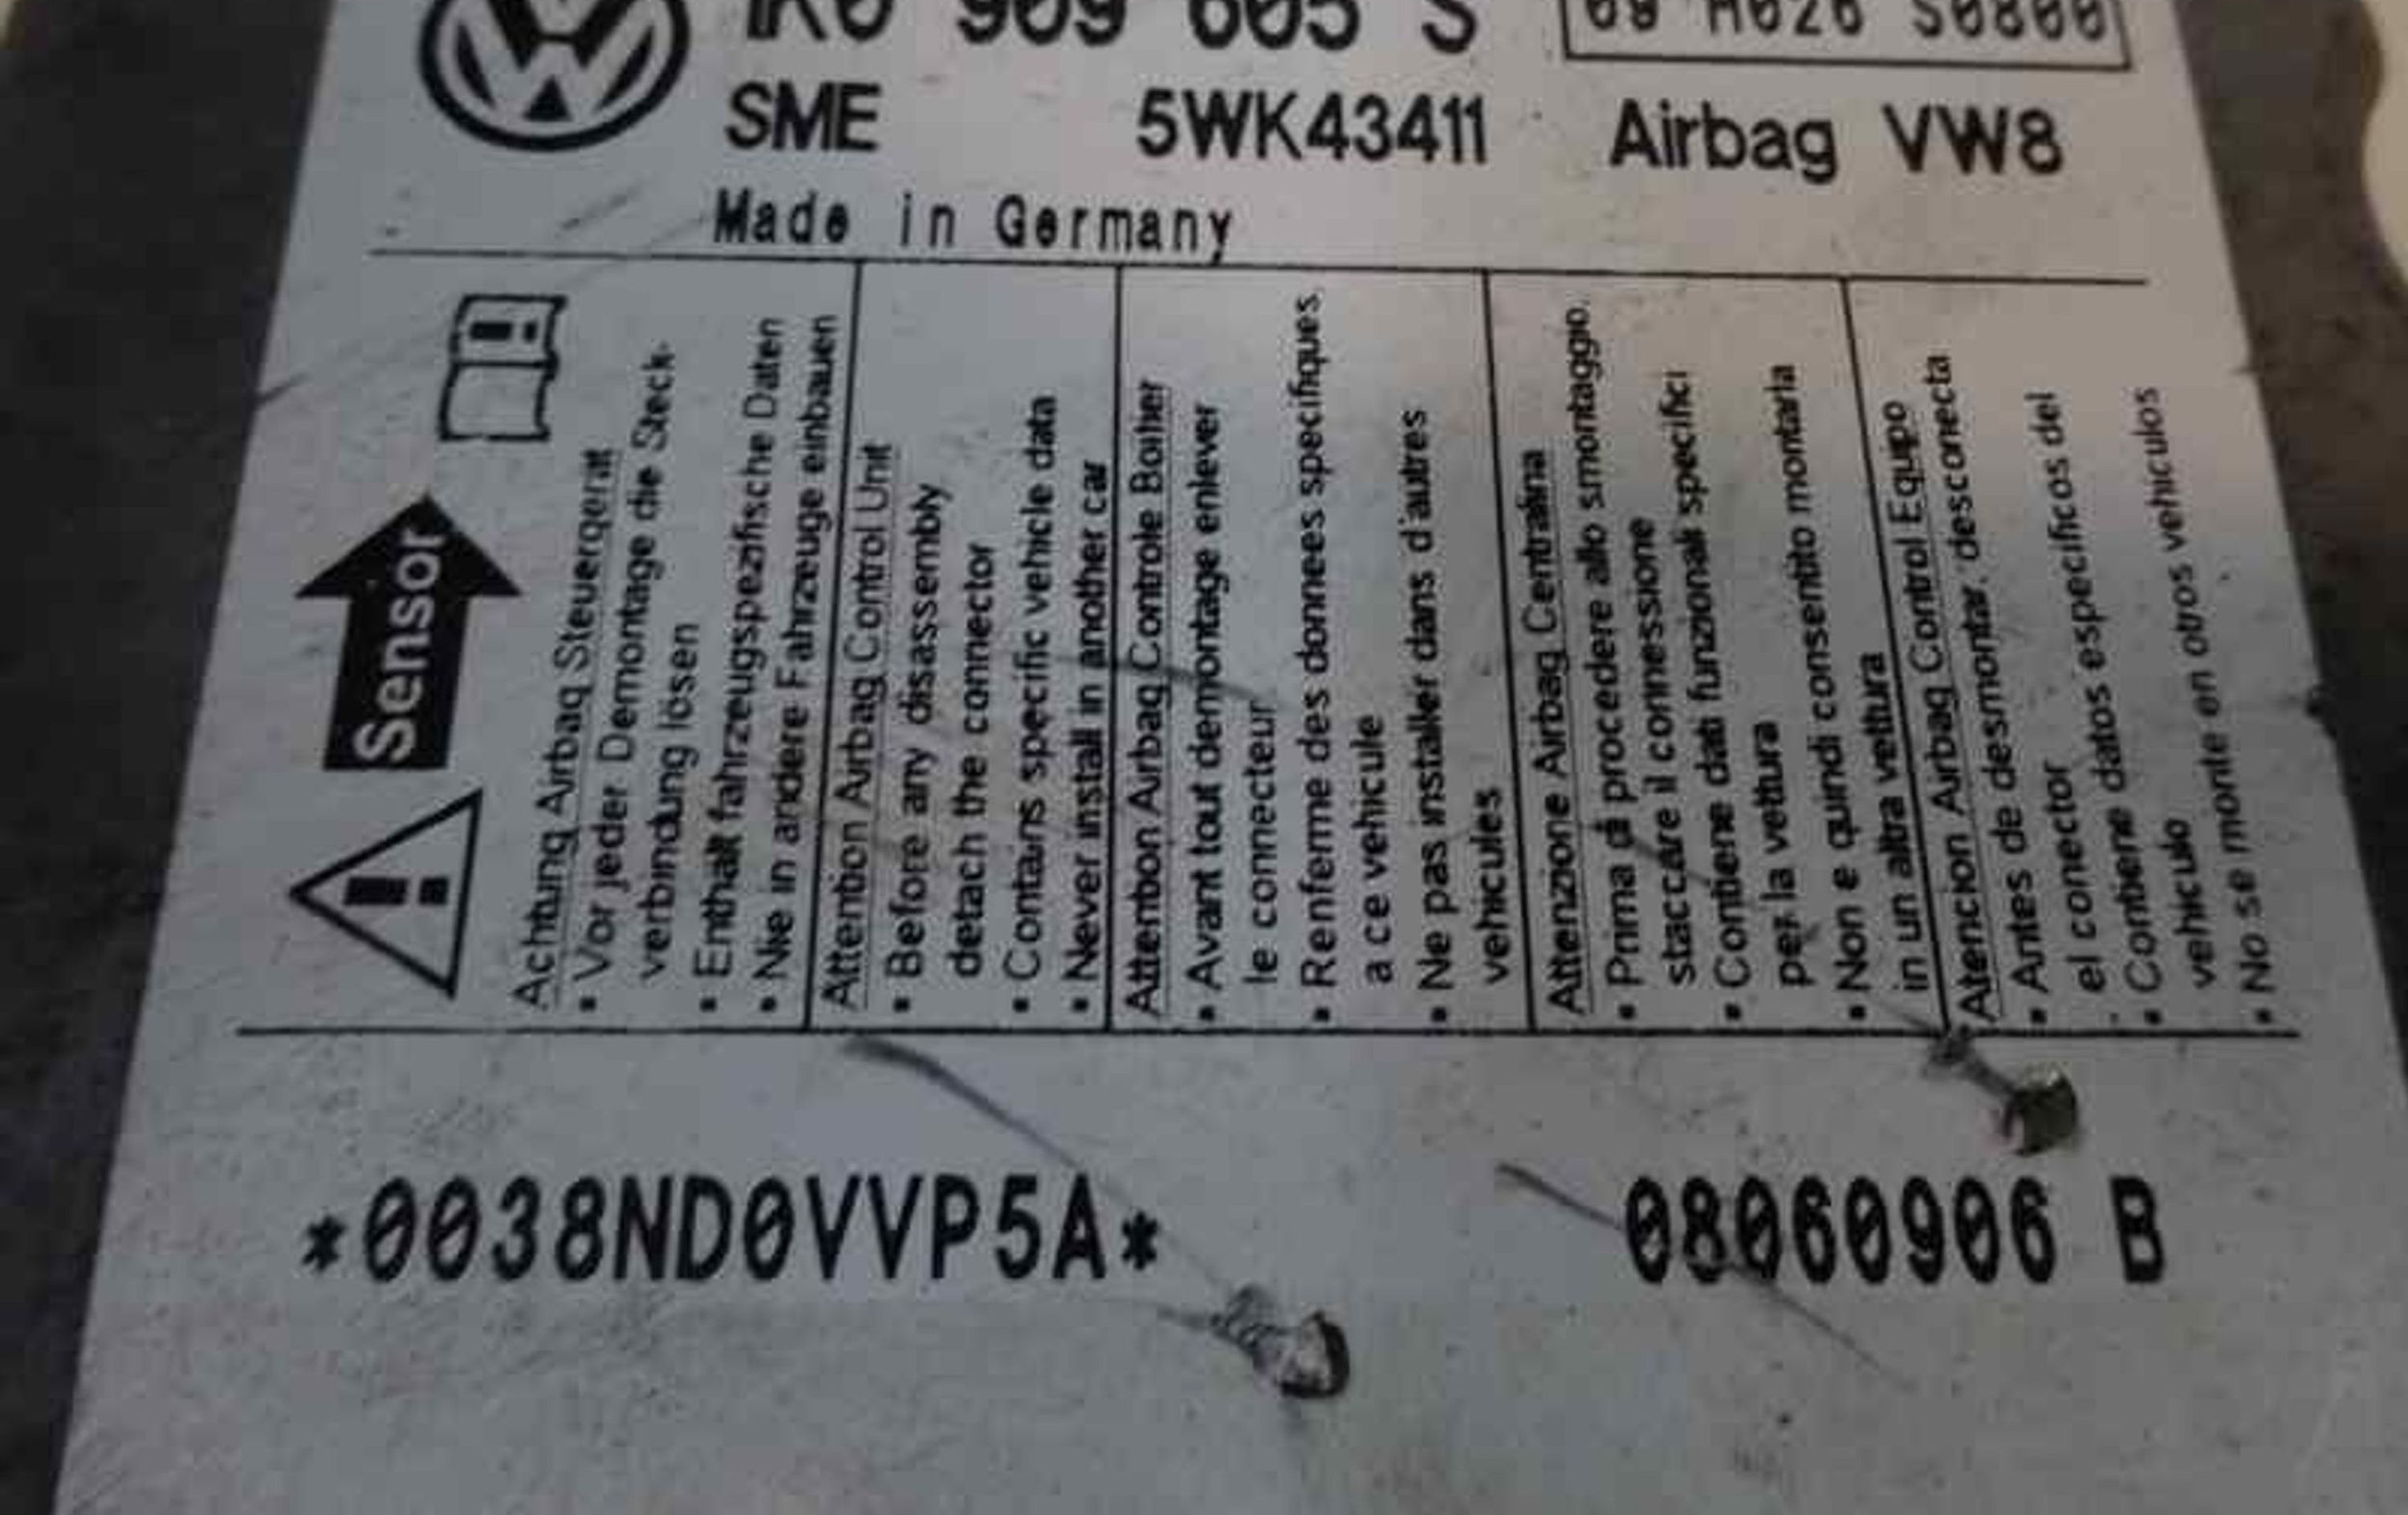 1K0 909 605 S
09 H026 S0800
SME 5WK43411 Airbag VW8
Made in Germany
Sensor
Achtung Airbag Steuergerat
• Vor jeder Demontage die Steck-
verbindung lösen
• Enthalt fahrzeugspezifische Daten
• Nie in andere Fahrzeuge einbauen
Attention Airbag Control Unit
• Before any disassembly
detach the connector
• Contains specific vehicle data
• Never install in another car
Attention Airbag Controle Boiher
• Avant tout demontage enlever
le connecteur
• Renferme des donnees specifiques
a ce vehicule
• Ne pas installer dans d'autres
vehicules
Attenzione Airbag Centralina
• Prima di procedere allo smontaggio,
staccare il connessione
• Contiene dati funzionali specifici
per la vettura
• Non e quindi consentito montarla
in un altra vettura
Atencion Airbag Control Equipo
• Antes de desmontar, desconecta
el conector
• Contiene datos especificos del
vehiculo
• No se monte en otros vehiculos
*0038ND0VVP5A* 08060906 B